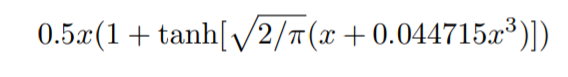 0.5x(1 + tanh[√2/π(x + 0.044715x³)])